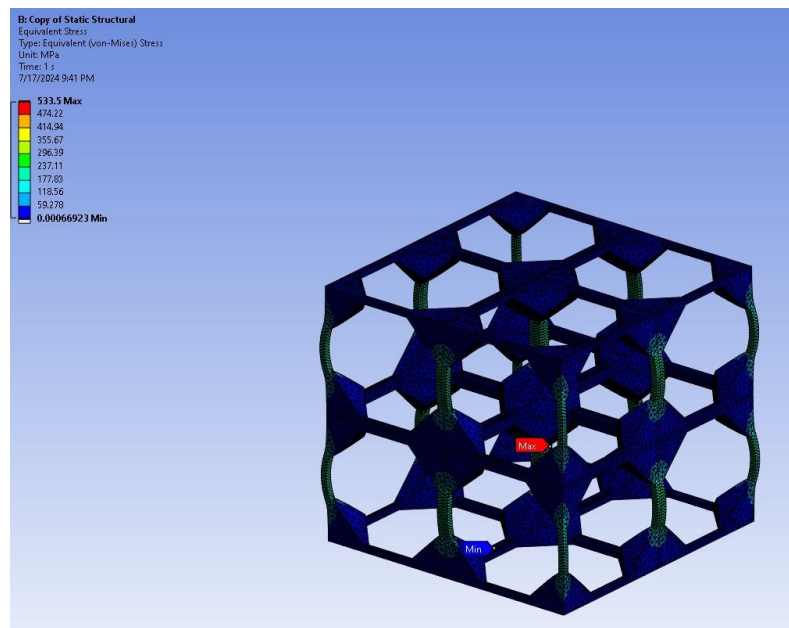 B: Copy of Static Structural
Equivalent Stress
Type: Equivalent (von-Mises) Stress
Unit: MPa
Time: 1 s
7/17/2024 9:41 PM
533.5 Max
474.22
414.94
355.67
296.39
237.11
177.83
118.56
59.278
0.00066923 Min
Max
Min